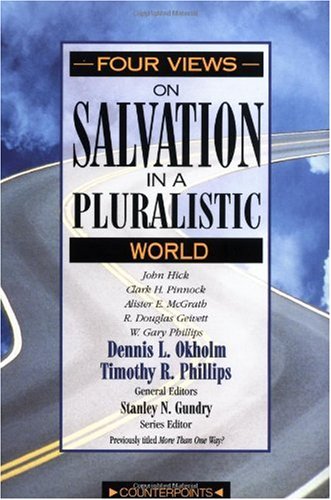 FOUR VIEWS
ON
SALVATION
IN A
PLURALISTIC
WORLD
John Hick
Clark H. Pinnock
Alister E. McGrath
R. Douglas Geivett
W. Gary Phillips
Dennis L. Okholm
Timothy R. Phillips
General Editors
Stanley N. Gundry
Series Editor
Previously titled More Than One Way?
COUNTERPOINTS